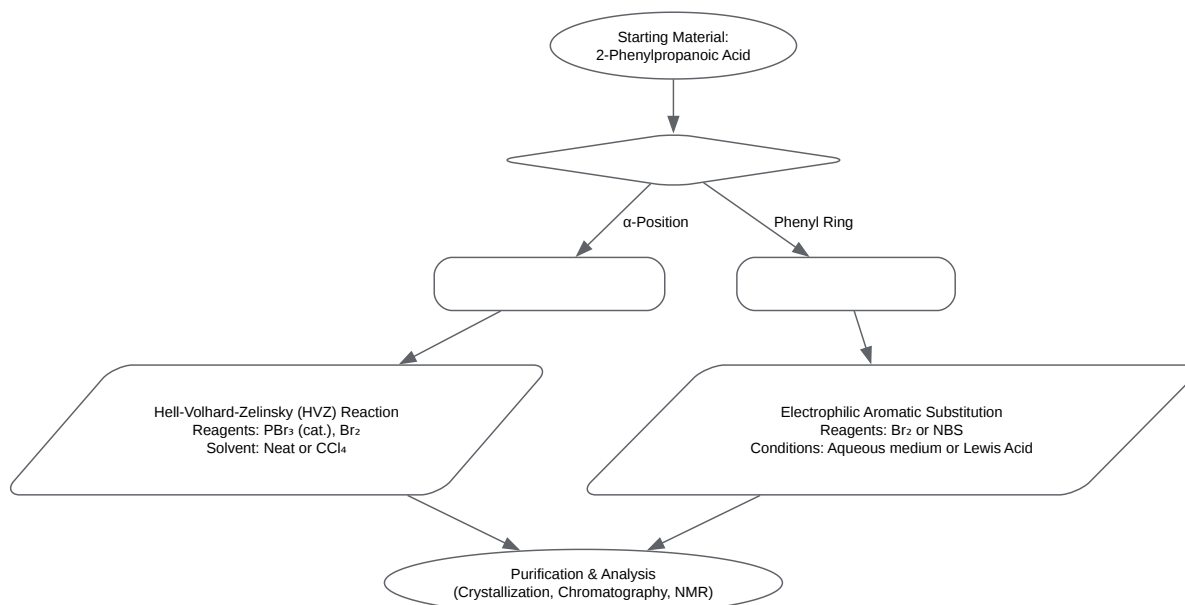 Starting Material:
2-Phenylpropanoic Acid
α-Position
Phenyl Ring
Hell-Volhard-Zelinsky (HVZ) Reaction
Reagents: PBr₃ (cat.), Br₂
Solvent: Neat or CCl₄
Electrophilic Aromatic Substitution
Reagents: Br₂ or NBS
Conditions: Aqueous medium or Lewis Acid
Purification & Analysis
(Crystallization, Chromatography, NMR)